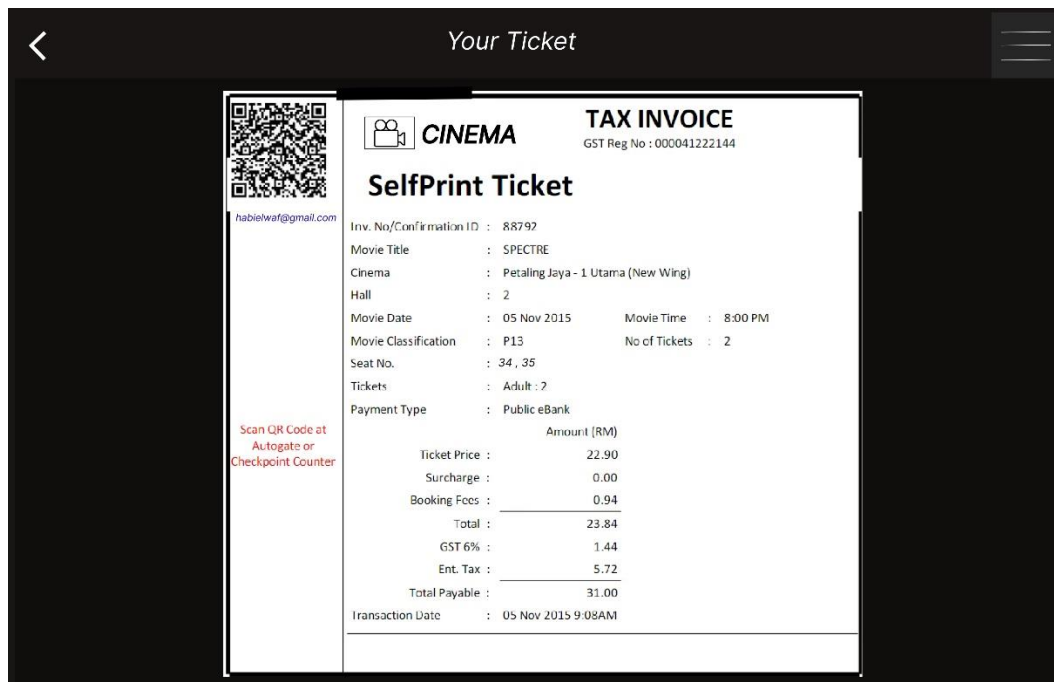 Your Ticket
CINEMA
TAX INVOICE
GST Reg No : 000041222144
SelfPrint Ticket
habielwaf@gmail.com
Inv. No/Confirmation ID : 88792
Movie Title : SPECTRE
Cinema : Petaling Jaya - 1 Utama (New Wing)
Hall : 2
Movie Date : 05 Nov 2015 Movie Time : 8:00 PM
Movie Classification : P13 No of Tickets : 2
Seat No. : 34 , 35
Tickets : Adult : 2
Payment Type : Public eBank
Scan QR Code at
Autogate or
Checkpoint Counter
Amount (RM)
Ticket Price : 22.90
Surcharge : 0.00
Booking Fees : 0.94
Total : 23.84
GST 6% : 1.44
Ent. Tax : 5.72
Total Payable : 31.00
Transaction Date : 05 Nov 2015 9:08AM